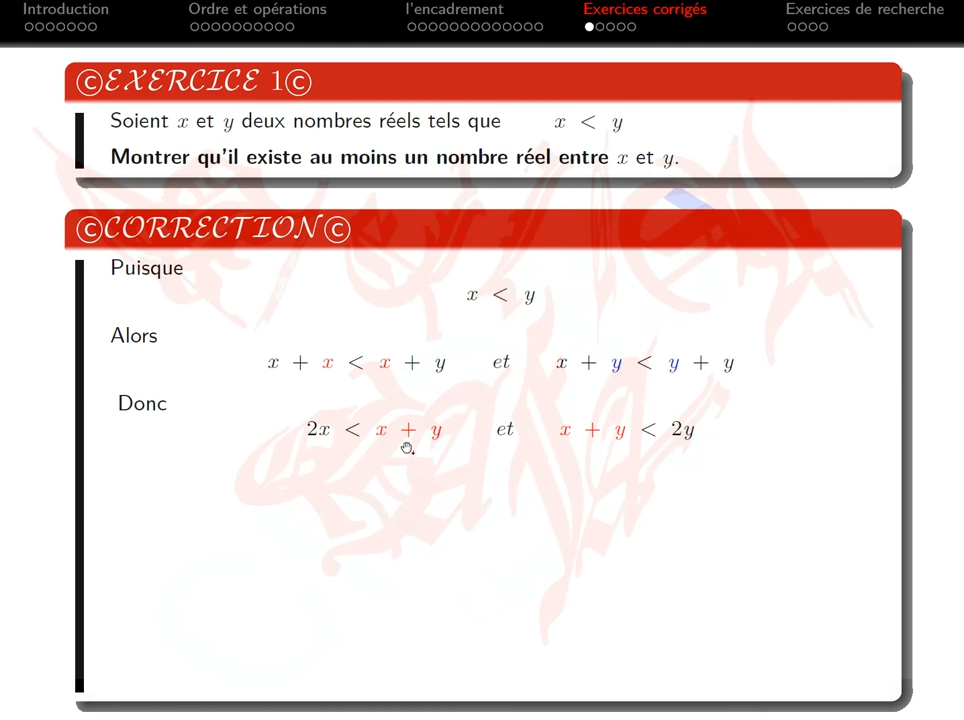 Introduction Ordre et opérations l'encadrement Exercices corrigés Exercices de recherche
©EXERCICE 1©
Soient x et y deux nombres réels tels que x < y
Montrer qu'il existe au moins un nombre réel entre x et y.
©CORRECTION©
Puisque
x < y
Alors
x + x < x + y et x + y < y + y
Donc
2x < x + y et x + y < 2y